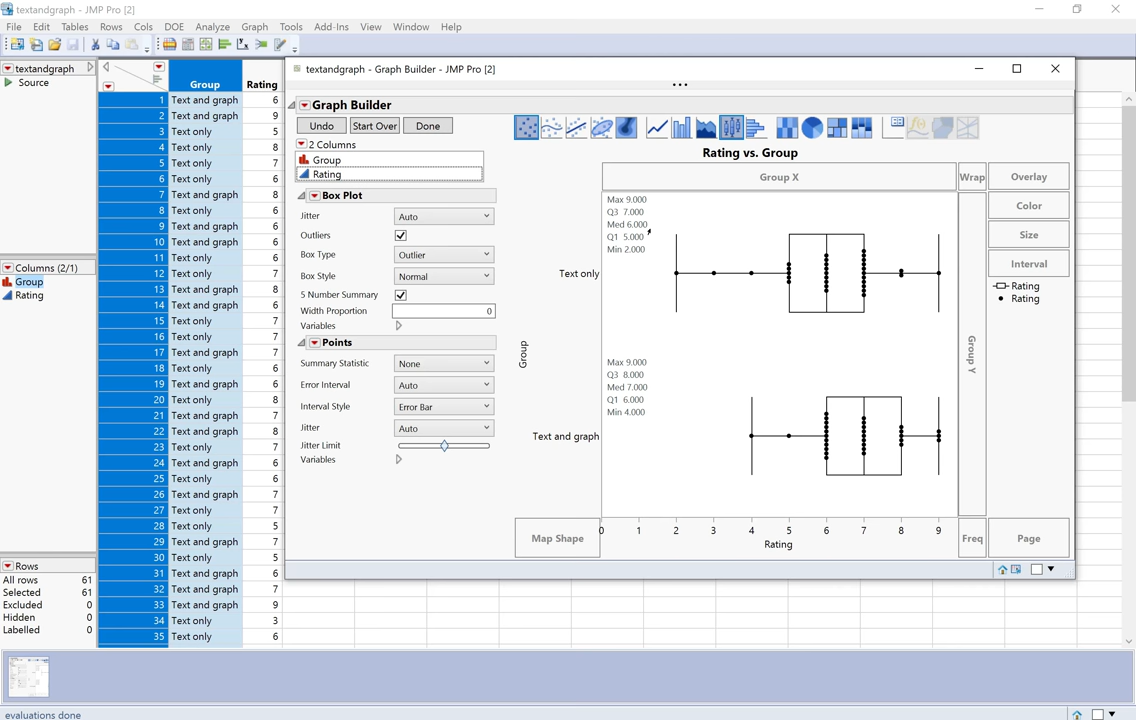 textandgraph - JMP Pro [2]
File Edit Tables Rows Cols DOE Analyze Graph Tools Add-Ins View Window Help
textandgraph
Source
Columns (2/1)
Group
Rating
Rows
All rows 61
Selected 61
Excluded 0
Hidden 0
Labelled 0
Group Rating
1 Text and graph 6
2 Text and graph 9
3 Text only 5
4 Text only 8
5 Text only 7
6 Text only 6
7 Text and graph 8
8 Text only 6
9 Text and graph 6
10 Text and graph 6
11 Text only 6
12 Text only 7
13 Text and graph 8
14 Text and graph 6
15 Text only 7
16 Text only 7
17 Text and graph 7
18 Text only 6
19 Text and graph 6
20 Text only 8
21 Text and graph 7
22 Text and graph 8
23 Text only 7
24 Text and graph 6
25 Text only 6
26 Text and graph 7
27 Text only 7
28 Text only 5
29 Text and graph 7
30 Text only 5
31 Text and graph 6
32 Text and graph 7
33 Text and graph 9
34 Text only 3
35 Text only 6
textandgraph - Graph Builder - JMP Pro [2]
Graph Builder
Undo Start Over Done
2 Columns
Group
Rating
Box Plot
Jitter Auto
Outliers
Box Type Outlier
Box Style Normal
5 Number Summary
Width Proportion 0
Variables
Points
Summary Statistic None
Error Interval Auto
Interval Style Error Bar
Jitter Auto
Jitter Limit
Variables
Rating vs. Group
Group X
Wrap
Overlay
Color
Size
Interval
Rating
Rating
Max 9.000
Q3 7.000
Med 6.000
Q1 5.000
Min 2.000
Text only
Group
Group Y
Max 9.000
Q3 8.000
Med 7.000
Q1 6.000
Min 4.000
Text and graph
Map Shape
0 1 2 3 4 5 6 7 8 9
Rating
Freq
Page
evaluations done